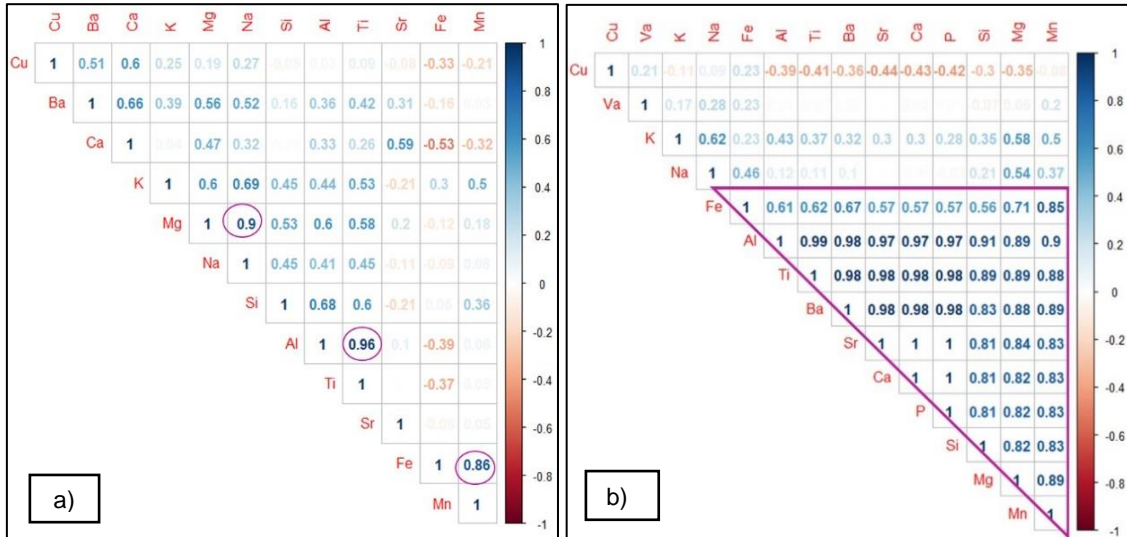 a)
Cu Ba Ca K Mg Na Si Al Ti Sr Fe Mn
Cu 1 0.51 0.6 0.25 0.19 0.27 0.09 -0.08 -0.33 -0.21
Ba 1 0.66 0.39 0.56 0.52 0.16 0.36 0.42 0.31 -0.16
Ca 1 0.47 0.32 0.33 0.26 0.59 -0.53 -0.32
K 1 0.6 0.69 0.45 0.44 0.53 -0.21 0.3 0.5
Mg 1 0.9 0.53 0.6 0.58 0.2 -0.12 0.18
Na 1 0.45 0.41 0.45 -0.11 -0.09
Si 1 0.68 0.6 -0.21 0.36
Al 1 0.96 0.1 -0.39
Ti 1 -0.37
Sr 1
Fe 1 0.86
Mn 1
1
0.8
0.6
0.4
0.2
0
-0.2
-0.4
-0.6
-0.8
-1
b)
Cu Va K Na Fe Al Ti Ba Sr Ca P Si Mg Mn
Cu 1 0.21 -0.11 0.09 0.23 -0.39 -0.41 -0.36 -0.44 -0.43 -0.42 -0.3 -0.35
Va 1 0.17 0.28 0.23 0.2
K 1 0.62 0.23 0.43 0.37 0.32 0.3 0.3 0.28 0.35 0.58 0.5
Na 1 0.46 0.12 0.11 0.1 0.21 0.54 0.37
Fe 1 0.61 0.62 0.67 0.57 0.57 0.57 0.56 0.71 0.85
Al 1 0.99 0.98 0.97 0.97 0.97 0.91 0.89 0.9
Ti 1 0.98 0.98 0.98 0.98 0.89 0.89 0.88
Ba 1 0.98 0.98 0.98 0.83 0.88 0.89
Sr 1 1 1 0.81 0.84 0.83
Ca 1 1 0.81 0.82 0.83
P 1 0.81 0.82 0.83
Si 1 0.82 0.83
Mg 1 0.89
Mn 1
1
0.8
0.6
0.4
0.2
0
-0.2
-0.4
-0.6
-0.8
-1